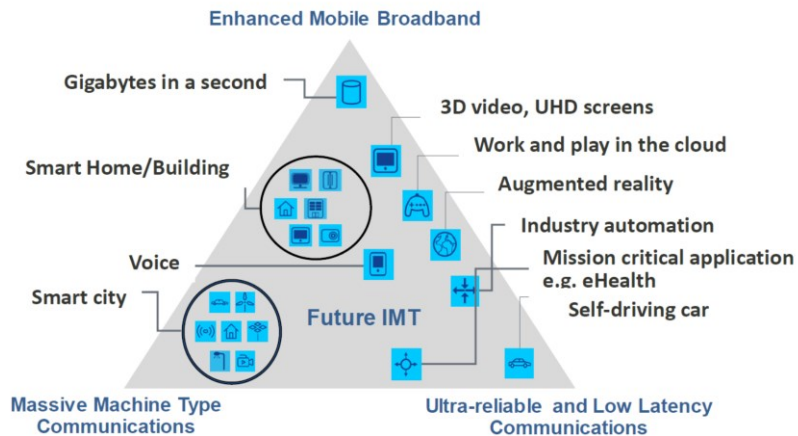 Enhanced Mobile Broadband
Gigabytes in a second
3D video, UHD screens
Work and play in the cloud
Smart Home/Building
Augmented reality
Industry automation
Mission critical application
e.g. eHealth
Voice
Smart city
Self-driving car
Future IMT
Massive Machine Type
Communications
Ultra-reliable and Low Latency
Communications